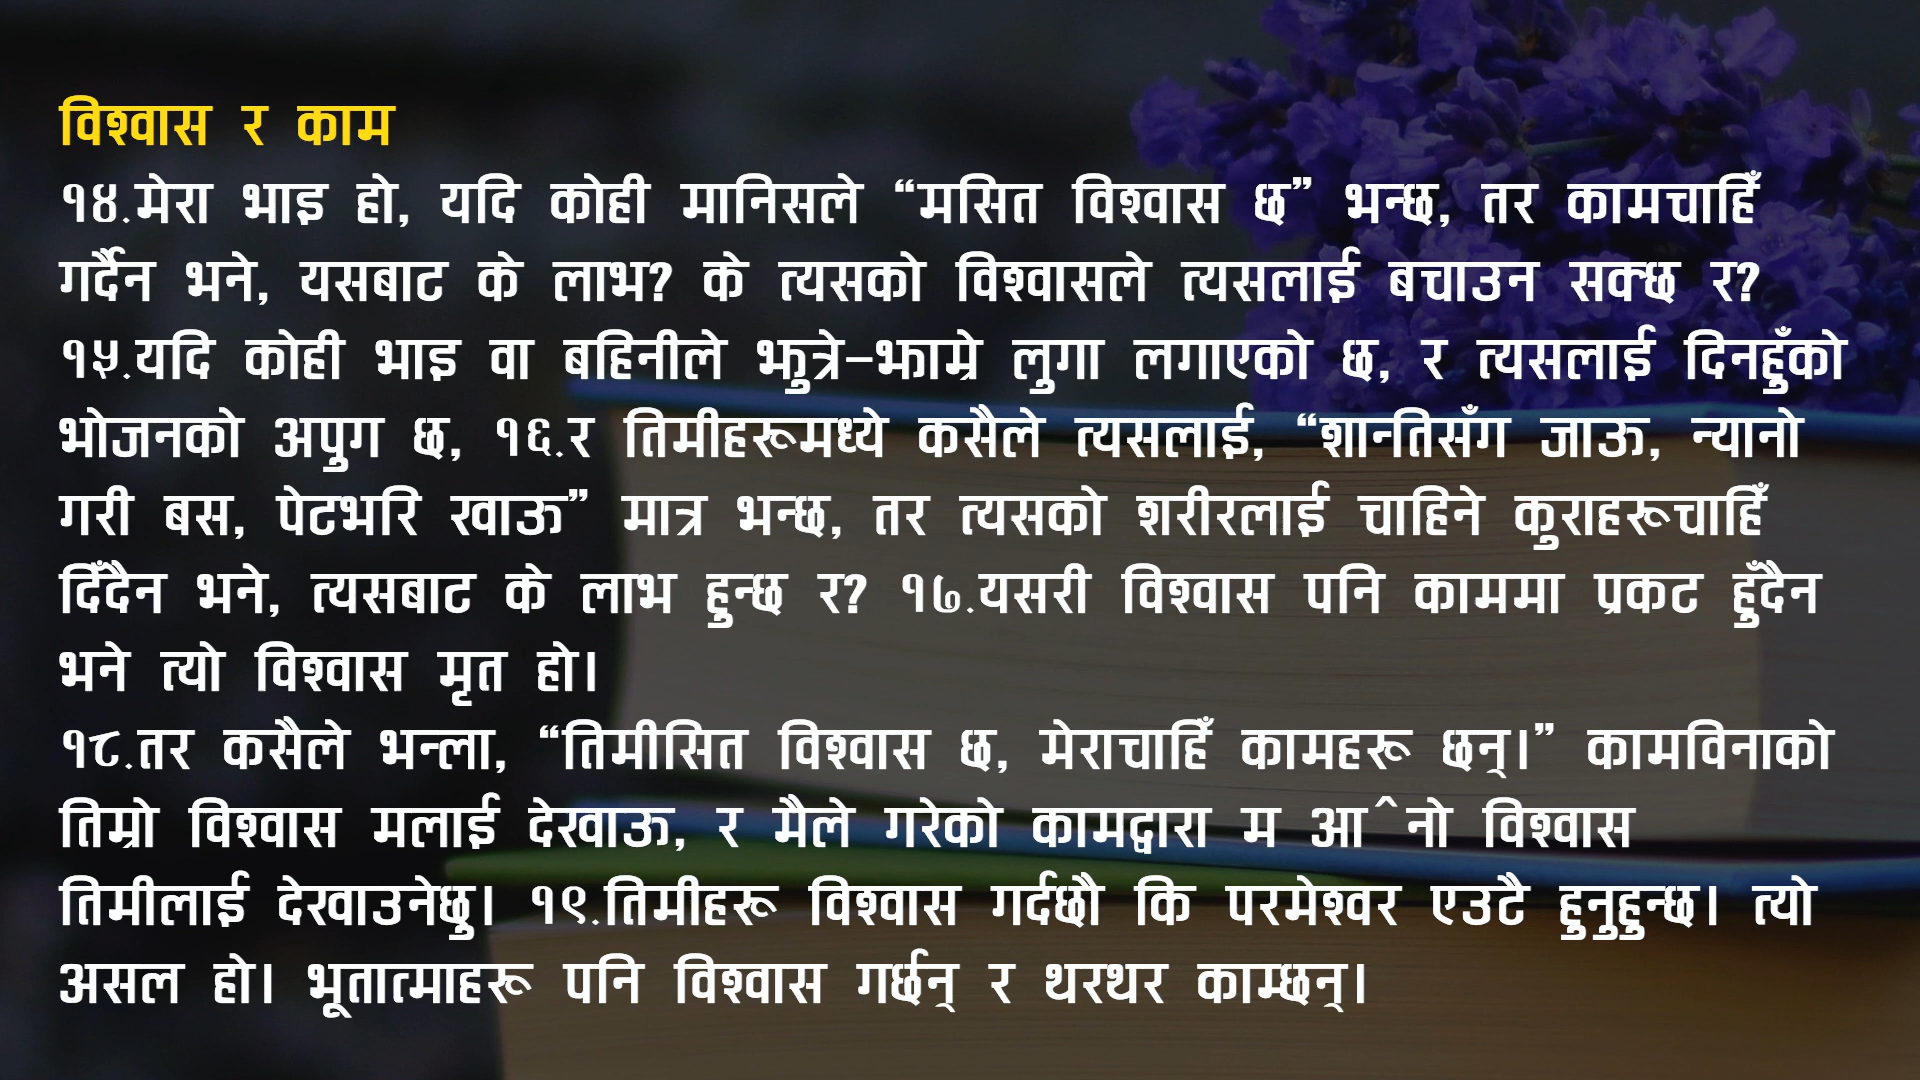 विश्वास र काम
१४.मेरा भाइ हो, यदि कोही मानिसले “मसित विश्वास छ” भन्छ, तर कामचाहिँ
गर्दैन भने, यसबाट के लाभ? के त्यसको विश्वासले त्यसलाई बचाउन सक्छ र?
१५.यदि कोही भाइ वा बहिनीले झुत्रे–झाम्रे लुगा लगाएको छ, र त्यसलाई दिनहुँको
भोजनको अपुग छ, १६.र तिमीहरूमध्ये कसैले त्यसलाई, “शान्तिसँग जाऊ, न्यानो
गरी बस, पेटभरि खाऊ” मात्र भन्छ, तर त्यसको शरीरलाई चाहिने कुराहरूचाहिँ
दिँदैन भने, त्यसबाट के लाभ हुन्छ र? १७.यसरी विश्वास पनि काममा प्रकट हुँदैन
भने त्यो विश्वास मृत हो।
१८.तर कसैले भन्ला, “तिमीसित विश्वास छ, मेराचाहिँ कामहरू छन्।” कामविनाको
तिम्रो विश्वास मलाई देखाऊ, र मैले गरेको कामद्वारा म आ^नो विश्वास
तिमीलाई देखाउनेछु। १९.तिमीहरू विश्वास गर्दछौ कि परमेश्वर एउटै हुनुहुन्छ। त्यो
असल हो। भूतात्माहरू पनि विश्वास गर्छन् र थरथर काम्छन्।